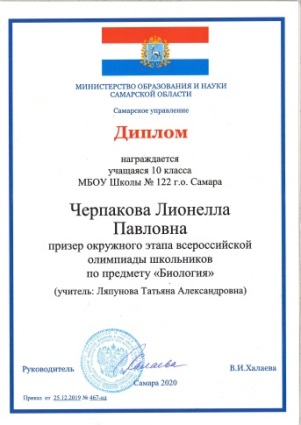 МИНИСТЕРСТВО ОБРАЗОВАНИЯ И НАУКИ
САМАРСКОЙ ОБЛАСТИ
Самарское управление
Диплом
награждается
учащаяся 10 класса
МБОУ Школы № 122 г.о. Самара
Черпакова Лионелла
Павловна
призер окружного этапа всероссийской
олимпиады школьников
по предмету «Биология»
(учитель: Ляпунова Татьяна Александровна)
Руководитель В.И.Халаева
Самара 2020
Приказ от 25.12.2019 № 467-од